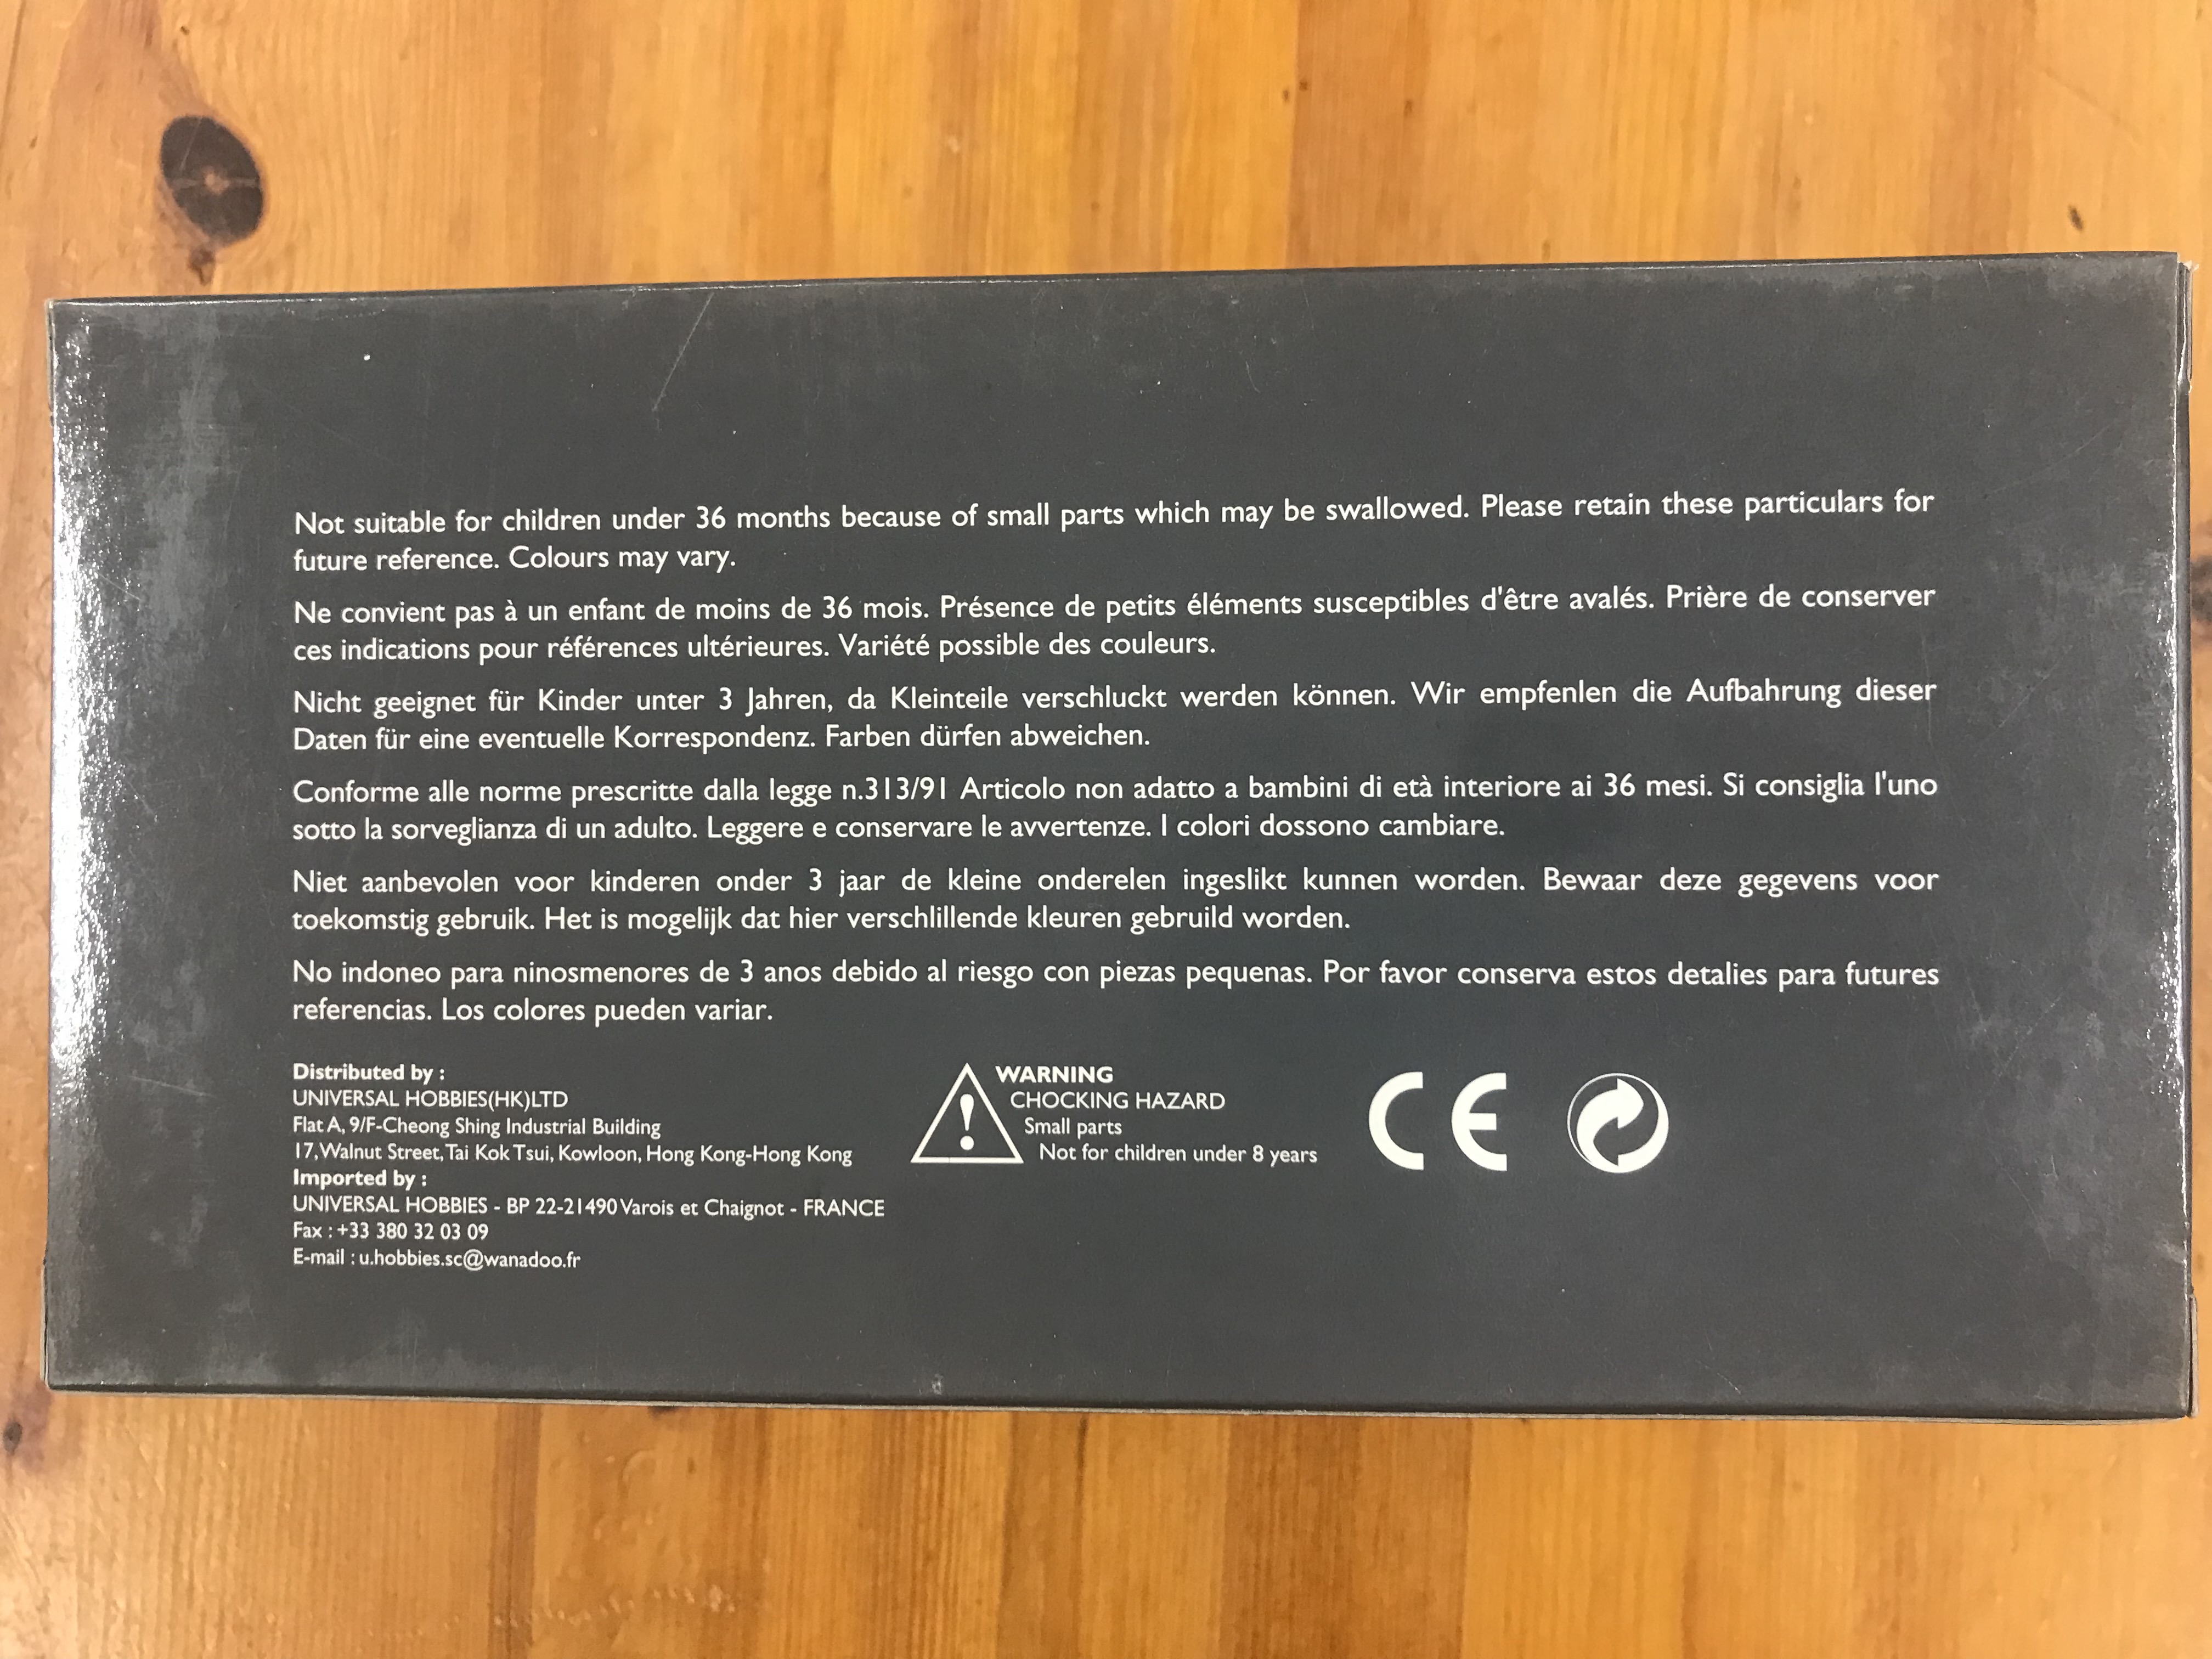 Not suitable for children under 36 months because of small parts which may be swallowed. Please retain these particulars for
future reference. Colours may vary.
Ne convient pas à un enfant de moins de 36 mois. Présence de petits éléments susceptibles d'être avalés. Prière de conserver
ces indications pour références ultérieures. Variété possible des couleurs.
Nicht geeignet für Kinder unter 3 Jahren, da Kleinteile verschluckt werden können. Wir empfenlen die Aufbahrung dieser
Daten für eine eventuelle Korrespondenz. Farben dürfen abweichen.
Conforme alle norme prescritte dalla legge n.313/91 Articolo non adatto a bambini di età interiore ai 36 mesi. Si consiglia l'uno
sotto la sorveglianza di un adulto. Leggere e conservare le avvertenze. I colori dossono cambiare.
Niet aanbevolen voor kinderen onder 3 jaar de kleine onderelen ingeslikt kunnen worden. Bewaar deze gegevens voor
toekomstig gebruik. Het is mogelijk dat hier verschlillende kleuren gebruild worden.
No indoneo para ninosmenores de 3 anos debido al riesgo con piezas pequenas. Por favor conserva estos detalies para futures
referencias. Los colores pueden variar.
Distributed by :
UNIVERSAL HOBBIES(HK)LTD
Flat A, 9/F-Cheong Shing Industrial Building
17,Walnut Street,Tai Kok Tsui, Kowloon, Hong Kong-Hong Kong
Imported by :
UNIVERSAL HOBBIES - BP 22-21490 Varois et Chaignot - FRANCE
Fax : +33 380 32 03 09
E-mail : u.hobbies.sc@wanadoo.fr
WARNING
CHOCKING HAZARD
Small parts
Not for children under 8 years
CE